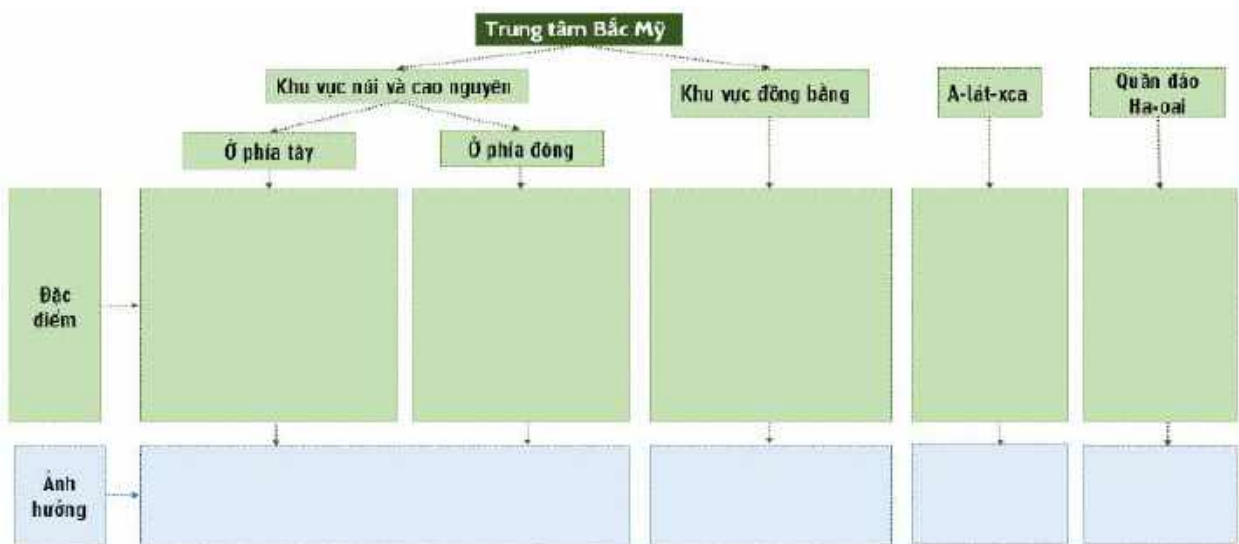 Trung tâm Bắc Mỹ
Khu vực núi và cao nguyên
Khu vực đồng bằng
A-lát-xca
Quần đảo
Ha-oai
Ở phía tây
Ở phía đông
Đặc
điểm
Ảnh
hưởng